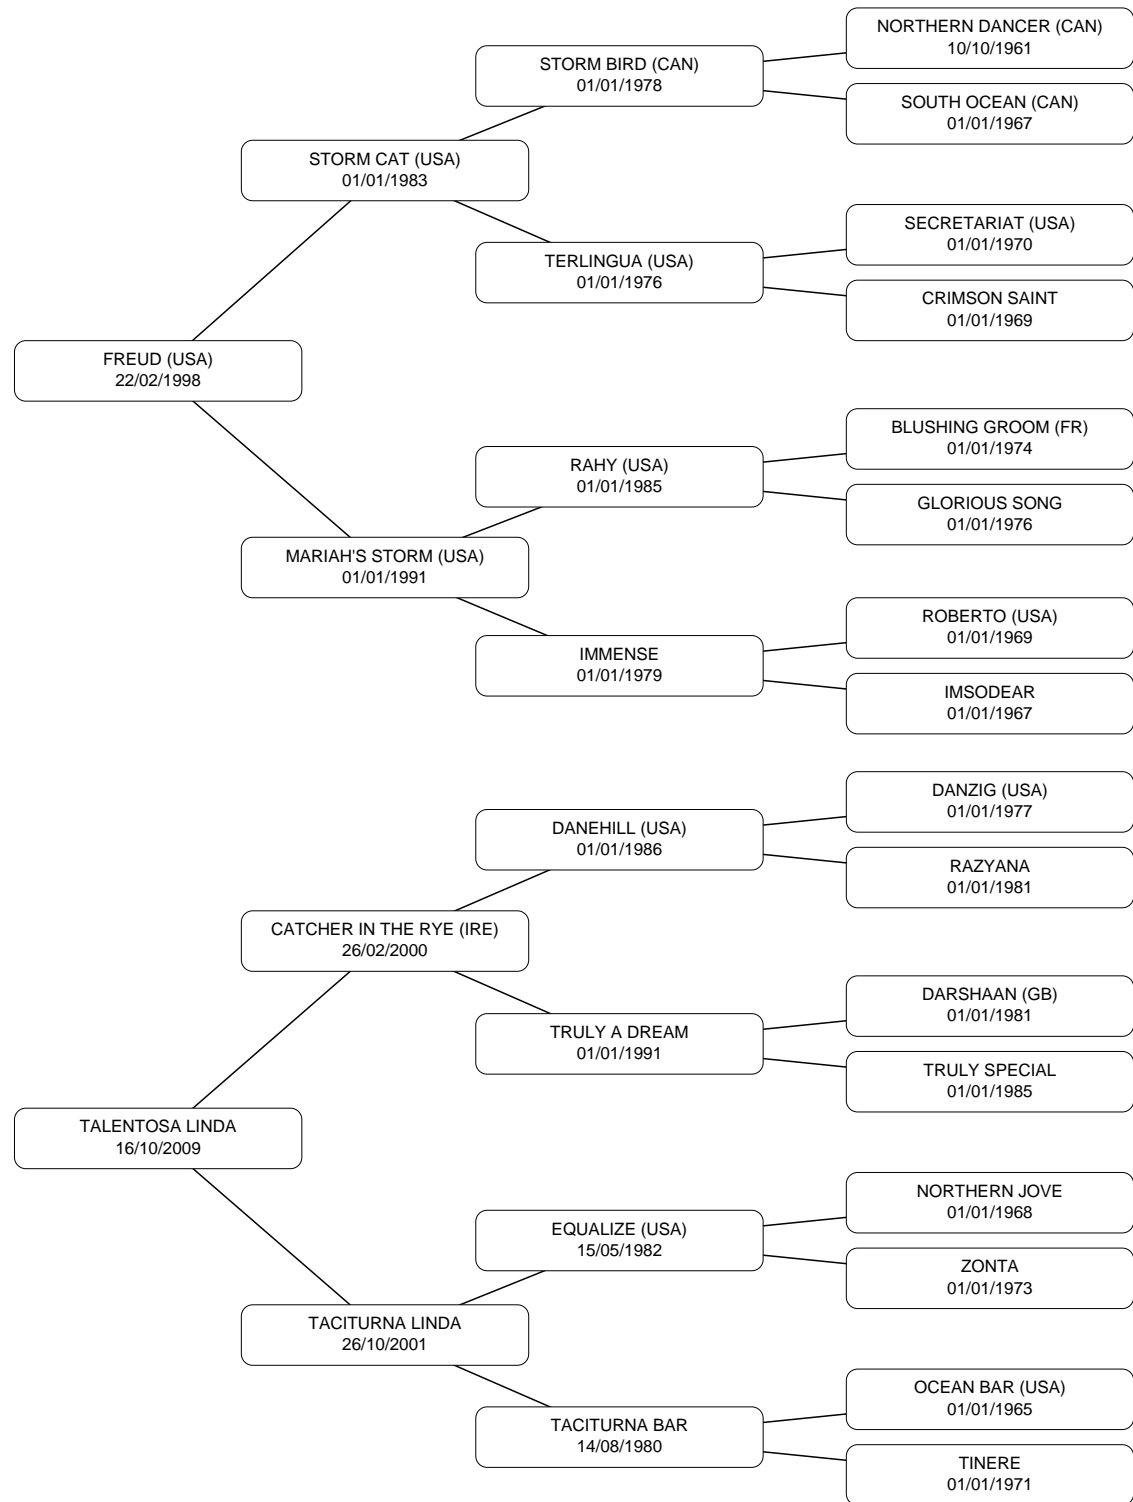 NORTHERN DANCER (CAN)
10/10/1961
STORM BIRD (CAN)
01/01/1978
SOUTH OCEAN (CAN)
01/01/1967
STORM CAT (USA)
01/01/1983
SECRETARIAT (USA)
01/01/1970
TERLINGUA (USA)
01/01/1976
CRIMSON SAINT
01/01/1969
FREUD (USA)
22/02/1998
BLUSHING GROOM (FR)
01/01/1974
RAHY (USA)
01/01/1985
GLORIOUS SONG
01/01/1976
MARIAH'S STORM (USA)
01/01/1991
ROBERTO (USA)
01/01/1969
IMMENSE
01/01/1979
IMSODEAR
01/01/1967
DANZIG (USA)
01/01/1977
DANEHILL (USA)
01/01/1986
RAZYANA
01/01/1981
CATCHER IN THE RYE (IRE)
26/02/2000
DARSHAAN (GB)
01/01/1981
TRULY A DREAM
01/01/1991
TRULY SPECIAL
01/01/1985
TALENTOSA LINDA
16/10/2009
NORTHERN JOVE
01/01/1968
EQUALIZE (USA)
15/05/1982
ZONTA
01/01/1973
TACITURNA LINDA
26/10/2001
OCEAN BAR (USA)
01/01/1965
TACITURNA BAR
14/08/1980
TINERE
01/01/1971